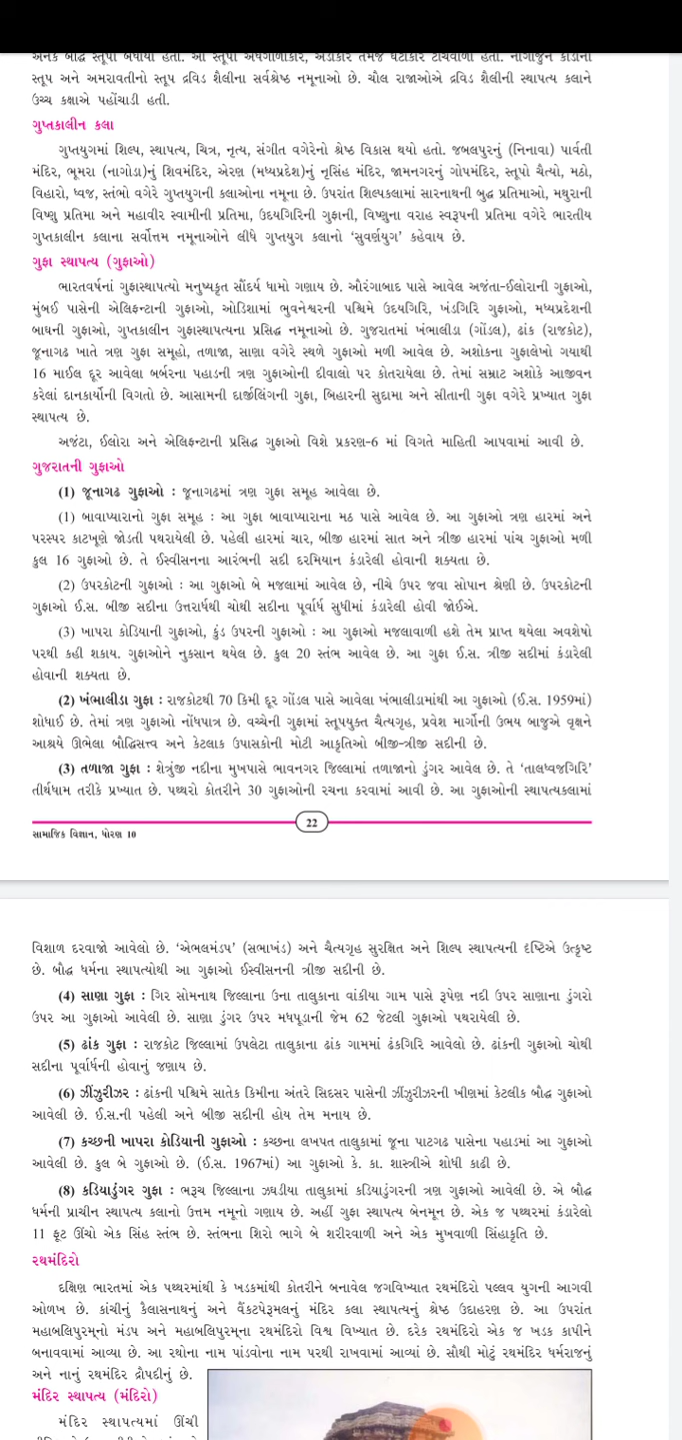 અનેક બૌદ્ધ સ્તૂપો બંધાયા હતા. આ સ્તૂપો અર્ધગોળાકાર, અંડાકાર તેમજ ઘંટાકાર ટોચવાળા હતા. નાગાર્જુન કોંડાનો
સ્તૂપ અને અમરાવતીનો સ્તૂપ દ્રવિડ શૈલીના સર્વશ્રેષ્ઠ નમૂનાઓ છે. ચૌલ રાજાઓએ દ્રવિડ શૈલીની સ્થાપત્ય કલાને
ઉચ્ચ કક્ષાએ પહોંચાડી હતી.
ગુપ્તકાલીન કલા
ગુપ્તયુગમાં શિલ્પ, સ્થાપત્ય, ચિત્ર, નૃત્ય, સંગીત વગેરેનો શ્રેષ્ઠ વિકાસ થયો હતો. જબલપુરનું (નિનાવા) પાર્વતી
મંદિર, ભૂમરા (નાગોડા)નું શિવમંદિર, એરણ (મધ્યપ્રદેશ)નું નૃસિંહ મંદિર, જામનગરનું ગોપમંદિર, સ્તૂપો ચૈત્યો, મઠો,
વિહારો, ધ્વજ, સ્તંભો વગેરે ગુપ્તયુગની કલાઓના નમૂના છે. ઉપરાંત શિલ્પકલામાં સારનાથની બુદ્ધ પ્રતિમાઓ, મથુરાની
વિષ્ણુ પ્રતિમા અને મહાવીર સ્વામીની પ્રતિમા, ઉદયગિરિની ગુફાની, વિષ્ણુના વરાહ સ્વરૂપની પ્રતિમા વગેરે ભારતીય
ગુપ્તકાલીન કલાના સર્વોત્તમ નમૂનાઓને લીધે ગુપ્તયુગ કલાનો 'સુવર્ણયુગ' કહેવાય છે.
ગુફા સ્થાપત્ય (ગુફાઓ)
ભારતવર્ષનાં ગુફાસ્થાપત્યો મનુષ્યકૃત સૌંદર્ય ધામો ગણાય છે. ઔરંગાબાદ પાસે આવેલ અજંતા-ઈલોરાની ગુફાઓ,
મુંબઈ પાસેની એલિફન્ટાની ગુફાઓ, ઓડિશામાં ભુવનેશ્વરની પશ્ચિમે ઉદયગિરિ, ખંડગિરિ ગુફાઓ, મધ્યપ્રદેશની
બાઘની ગુફાઓ, ગુપ્તકાલીન ગુફાસ્થાપત્યના પ્રસિદ્ધ નમૂનાઓ છે. ગુજરાતમાં ખંભાલીડા (ગોંડલ), ઢાંક (રાજકોટ),
જૂનાગઢ ખાતે ત્રણ ગુફા સમૂહો, તળાજા, સાણા વગેરે સ્થળે ગુફાઓ મળી આવેલ છે. અશોકના ગુફાલેખો ગયાથી
16 માઈલ દૂર આવેલા બર્બરના પહાડની ત્રણ ગુફાઓની દીવાલો પર કોતરાયેલા છે. તેમાં સમ્રાટ અશોકે આજીવન
કરેલાં દાનકાર્યોની વિગતો છે. આસામની દાર્જીલિંગની ગુફા, બિહારની સુદામા અને સીતાની ગુફા વગેરે પ્રખ્યાત ગુફા
સ્થાપત્ય છે.
અજંટા, ઈલોરા અને એલિફન્ટાની પ્રસિદ્ધ ગુફાઓ વિશે પ્રકરણ-6 માં વિગતે માહિતી આપવામાં આવી છે.
ગુજરાતની ગુફાઓ
(1) જૂનાગઢ ગુફાઓ : જૂનાગઢમાં ત્રણ ગુફા સમૂહ આવેલા છે.
(1) બાવાપ્યારાનો ગુફા સમૂહ : આ ગુફા બાવાપ્યારાના મઠ પાસે આવેલ છે. આ ગુફાઓ ત્રણ હારમાં અને
પરસ્પર કાટખૂણે જોડતી પથરાયેલી છે. પહેલી હારમાં ચાર, બીજી હારમાં સાત અને ત્રીજી હારમાં પાંચ ગુફાઓ મળી
કુલ 16 ગુફાઓ છે. તે ઈસ્વીસનના આરંભની સદી દરમિયાન કંડારેલી હોવાની શક્યતા છે.
(2) ઉપરકોટની ગુફાઓ : આ ગુફાઓ બે મજલામાં આવેલ છે, નીચે ઉપર જવા સોપાન શ્રેણી છે. ઉપરકોટની
ગુફાઓ ઈ.સ. બીજી સદીના ઉત્તરાર્ધથી ચોથી સદીના પૂર્વાર્ધ સુધીમાં કંડારેલી હોવી જોઈએ.
(3) ખાપરા કોડિયાની ગુફાઓ, કુંડ ઉપરની ગુફાઓ : આ ગુફાઓ મજલાવાળી હશે તેમ પ્રાપ્ત થયેલા અવશેષો
પરથી કહી શકાય. ગુફાઓને નુકસાન થયેલ છે. કુલ 20 સ્તંભ આવેલ છે. આ ગુફા ઈ.સ. ત્રીજી સદીમાં કંડારેલી
હોવાની શક્યતા છે.
(2) ખંભાલીડા ગુફા : રાજકોટથી 70 કિમી દૂર ગોંડલ પાસે આવેલા ખંભાલીડામાંથી આ ગુફાઓ (ઈ.સ. 1959માં)
શોધાઈ છે. તેમાં ત્રણ ગુફાઓ નોંધપાત્ર છે. વચ્ચેની ગુફામાં સ્તૂપયુક્ત ચૈત્યગૃહ, પ્રવેશ માર્ગોની ઉભય બાજુએ વૃક્ષને
આશ્રયે ઊભેલા બૌદ્ધિસત્ત્વ અને કેટલાક ઉપાસકોની મોટી આકૃતિઓ બીજી-ત્રીજી સદીની છે.
(3) તળાજા ગુફા : શેત્રુંજી નદીના મુખપાસે ભાવનગર જિલ્લામાં તળાજાનો ડુંગર આવેલ છે. તે 'તાલધ્વજગિરિ'
તીર્થધામ તરીકે પ્રખ્યાત છે. પથ્થરો કોતરીને 30 ગુફાઓની રચના કરવામાં આવી છે. આ ગુફાઓની સ્થાપત્યકલામાં
22
સામાજિક વિજ્ઞાન, ધોરણ 10
વિશાળ દરવાજો આવેલો છે. 'એભલમંડપ' (સભાખંડ) અને ચૈત્યગૃહ સુરક્ષિત અને શિલ્પ સ્થાપત્યની દૃષ્ટિએ ઉત્કૃષ્ટ
છે. બૌદ્ધ ધર્મના સ્થાપત્યોથી આ ગુફાઓ ઈસ્વીસનની ત્રીજી સદીની છે.
(4) સાણા ગુફા : ગિર સોમનાથ જિલ્લાના ઉના તાલુકાના વાંકીયા ગામ પાસે રૂપેણ નદી ઉપર સાણાના ડુંગરો
ઉપર આ ગુફાઓ આવેલી છે. સાણા ડુંગર ઉપર મધપૂડાની જેમ 62 જેટલી ગુફાઓ પથરાયેલી છે.
(5) ઢાંક ગુફા : રાજકોટ જિલ્લામાં ઉપલેટા તાલુકાના ઢાંક ગામમાં ઢંકગિરિ આવેલો છે. ઢાંકની ગુફાઓ ચોથી
સદીના પૂર્વાર્ધની હોવાનું જણાય છે.
(6) ઝીંઝુરીઝર : ઢાંકની પશ્ચિમે સાતેક કિમીના અંતરે સિદસર પાસેની ઝીંઝુરીઝરની ખીણમાં કેટલીક બૌદ્ધ ગુફાઓ
આવેલી છે. ઈ.સ.ની પહેલી અને બીજી સદીની હોય તેમ મનાય છે.
(7) કચ્છની ખાપરા કોડિયાની ગુફાઓ : કચ્છના લખપત તાલુકામાં જૂના પાટગઢ પાસેના પહાડમાં આ ગુફાઓ
આવેલી છે. કુલ બે ગુફાઓ છે. (ઈ.સ. 1967માં) આ ગુફાઓ કે. કા. શાસ્ત્રીએ શોધી કાઢી છે.
(8) કડિયાડુંગર ગુફા : ભરૂચ જિલ્લાના ઝઘડીયા તાલુકામાં કડિયાડુંગરની ત્રણ ગુફાઓ આવેલી છે. એ બૌદ્ધ
ધર્મની પ્રાચીન સ્થાપત્ય કલાનો ઉત્તમ નમૂનો ગણાય છે. અહીં ગુફા સ્થાપત્ય બેનમૂન છે. એક જ પથ્થરમાં કંડારેલો
11 ફૂટ ઊંચો એક સિંહ સ્તંભ છે. સ્તંભના શિરો ભાગે બે શરીરવાળી અને એક મુખવાળી સિંહાકૃતિ છે.
રથમંદિરો
દક્ષિણ ભારતમાં એક પથ્થરમાંથી કે ખડકમાંથી કોતરીને બનાવેલ જગવિખ્યાત રથમંદિરો પલ્લવ યુગની આગવી
ઓળખ છે. કાંચીનું કૈલાસનાથનું અને વૈંકટપેરૂમલનું મંદિર કલા સ્થાપત્યનું શ્રેષ્ઠ ઉદાહરણ છે. આ ઉપરાંત
મહાબલિપુરમ્‌નો મંડપ અને મહાબલિપુરમ્‌ના રથમંદિરો વિશ્વ વિખ્યાત છે. દરેક રથમંદિરો એક જ ખડક કાપીને
બનાવવામાં આવ્યા છે. આ રથોના નામ પાંડવોના નામ પરથી રાખવામાં આવ્યાં છે. સૌથી મોટું રથમંદિર ધર્મરાજનું
અને નાનું રથમંદિર દ્રૌપદીનું છે.
મંદિર સ્થાપત્ય (મંદિરો)
મંદિર સ્થાપત્યમાં ઊંચી